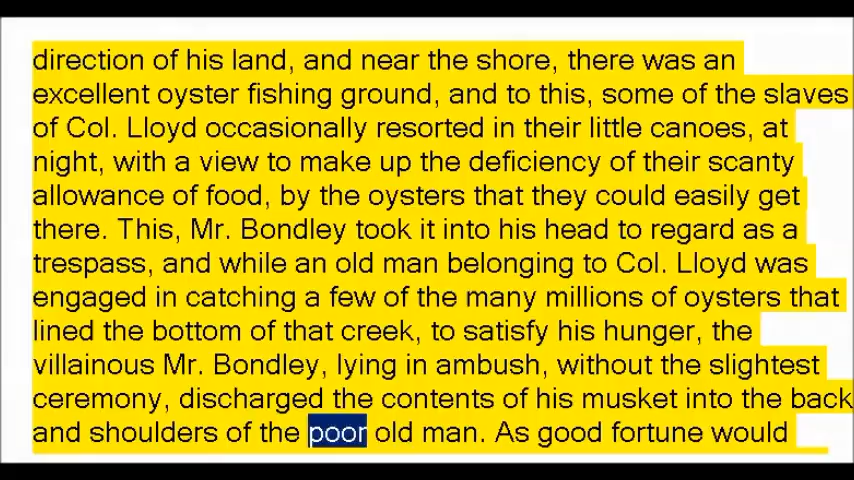 direction of his land, and near the shore, there was an
excellent oyster fishing ground, and to this, some of the slaves
of Col. Lloyd occasionally resorted in their little canoes, at
night, with a view to make up the deficiency of their scanty
allowance of food, by the oysters that they could easily get
there. This, Mr. Bondley took it into his head to regard as a
trespass, and while an old man belonging to Col. Lloyd was
engaged in catching a few of the many millions of oysters that
lined the bottom of that creek, to satisfy his hunger, the
villainous Mr. Bondley, lying in ambush, without the slightest
ceremony, discharged the contents of his musket into the back
and shoulders of the poor old man. As good fortune would